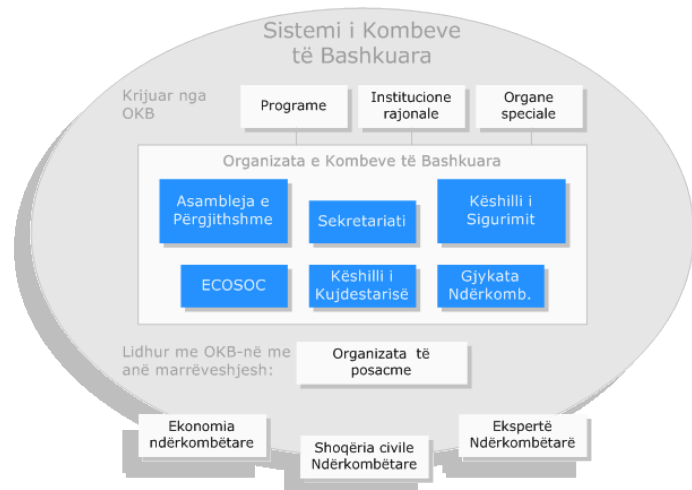 Sistemi i Kombeve
të Bashkuara
Krijuar nga
OKB
Programe
Institucione
rajonale
Organe
speciale
Organizata e Kombeve të Bashkuara
Asambleja e
Përgjithshme
Sekretariati
Këshilli i
Sigurimit
ECOSOC
Këshilli i
Kujdestarisë
Gjykata
Ndërkomb.
Lidhur me OKB-në me
anë marrëveshjesh:
Organizata të
posacme
Ekonomia
ndërkombëtare
Shoqëria civile
Ndërkombëtare
Ekspertë
Ndërkombëtarë